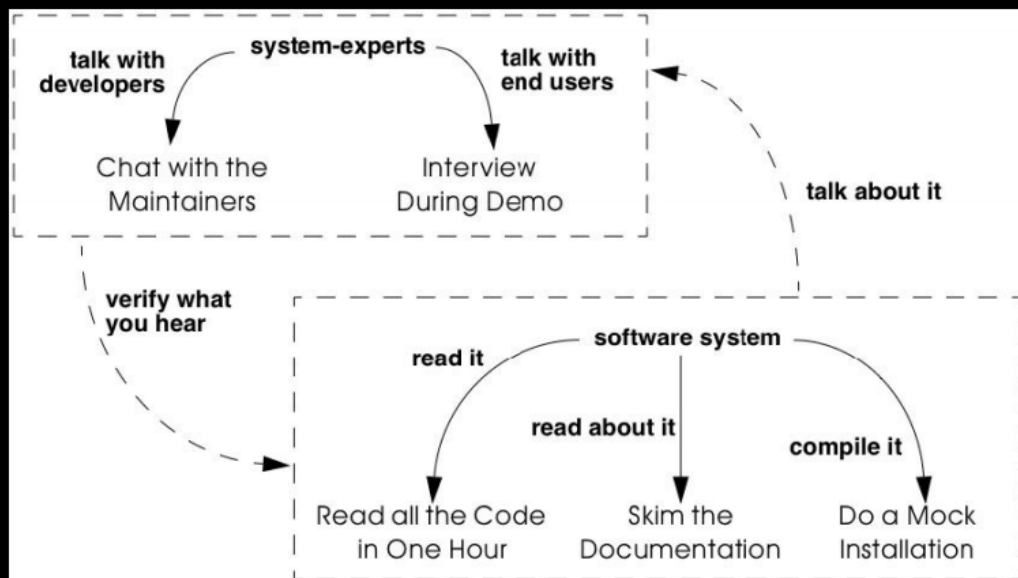 system-experts
talk with
developers
talk with
end users
Chat with the
Maintainers
Interview
During Demo
talk about it
verify what
you hear
software system
read it
read about it
compile it
Read all the Code
in One Hour
Skim the
Documentation
Do a Mock
Installation